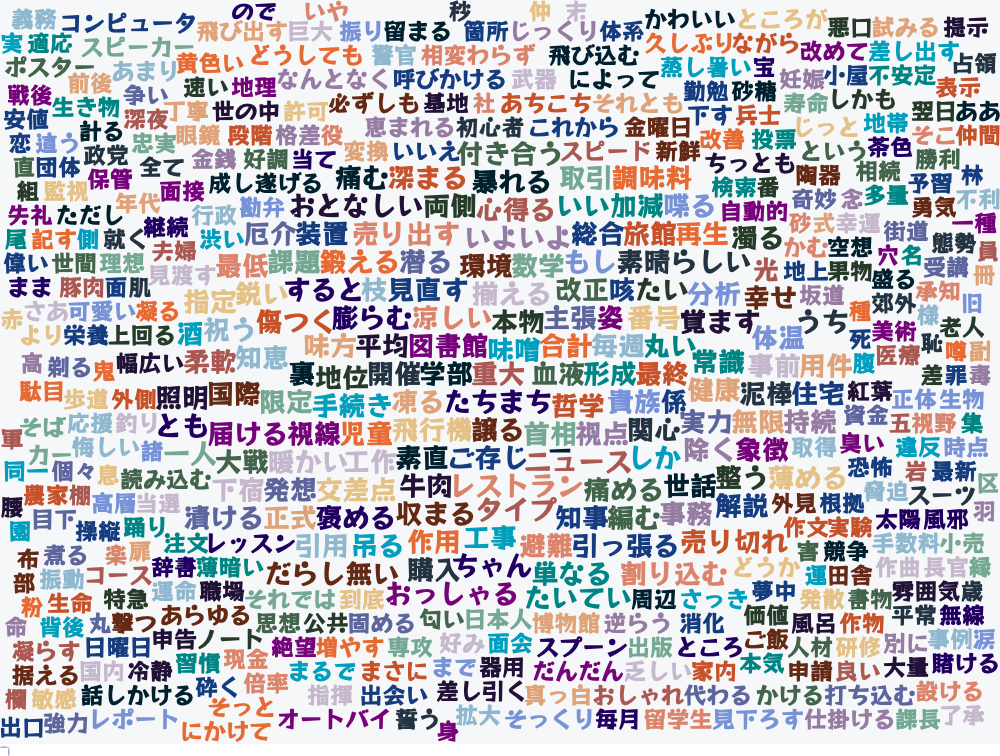 義務 コンピュータ ので いや 秒 仲 末
飛び出す 巨大 振り 留まる 箇所 じっくり 体系 かわいい ところが 悪口 試みる 提示
実 適応 スピーカー どうしても 警官 相変わらず 飛び込む 久しぶり ながら 改めて 差し出す 占領
ポスター 前後 あまり 黄色い 速い 地理 なんとなく 呼びかける 武器 によって 蒸し暑い 宝 妊娠 小屋 不安定 表示
戦後 生き物 争い 丁寧 世の中 許可 必ずしも 基地 社 あちこち それとも 勤勉 砂糖 寿命 しかも 翌日 ああ
安値 計る 深夜 眼鏡 段階 格差 役 恵まれる 初心者 これから 金曜日 下す 兵士 じっと 地帯 そこ 仲間
恋 違う 忠実 改善 投票 という 茶色
直 団体 政党 全て 金銭 好調 当て 変換 いいえ 付き合う スピード 新鮮 ちっとも 陶器 相続 勝利
組 監視 保管 面接 成し遂げる 痛む 深まる 暴れる 取引 調味料 検索 番 奇妙 念 多量 予習 林
失礼 ただし 年代 継続 行政 勘弁 おとなしい 両側 心得る いい加減 喋る 自動的 砂 式 幸運 勇気 不利
尾 記す 側 就く 渋い 厄介 装置 売り出す いよいよ 総合 旅館 再生 濁る かむ 空想 街道 態勢 一種
偉い 世間 理想 夫婦 見渡す 最低 課題 鍛える 潜る 環境 数学 もし 素晴らしい 光 地上 果物 穴 名 受講 員
まま 豚肉 面 肌 指定 鋭い すると 枝 見直す 揃える 改正 咳 たい 分析 幸せ 坂道 盛る 郊外 承知 冊
赤 さあ 可愛い 凝る 傷つく 膨らむ 涼しい 本物 主張 姿 番号 覚ます うち 種 様 旧
より 栄養 上回る 酒 祝う 体温 死 美術 老人
高 剃る 鬼 幅広い 柔軟 知恵 味方 平均 図書館 味噌 合計 毎週 丸い 常識 事前 用件 腹 医療 恥 噂 副
裏 地位 開催 学部 重大 血液 形成 最終 差 罪 毒
駄目 歩道 外側 照明 国際 限定 手続き 凍る たちまち 哲学 貴族 係 健康 泥棒 住宅 紅葉 正体 生物
軍 そば 応援 釣り とも 届ける 視線 児童 飛行機 譲る 首相 視点 関心 実力 無限 持続 資金 五 視野 集
カー 悔しい 諸 一人 大戦 暖かい 工作 素直 ご存じ ニュース しか 除く 象徴 取得 臭い 違反 時点
同一 個々 息 読み込む 下宿 発想 交差点 牛肉 レストラン 痛める 世話 整う 薄める 恐怖 岩 最新 区
腰 農家 棚 高層 当選 漬ける 正式 褒める 収まる タイプ 知事 編む 事務 解説 外見 根拠 脅迫 スーツ 羽
園 目下 操縦 踊り 注文 レッスン 引用 吊る 作用 工事 避難 引っ張る 売り切れ 作文 実験 太陽 風邪
布 煮る 楽 扉 辞書 薄暗い だらし無い 購入 ちゃん 単なる 割り込む どうか 害 競争 手数料 小売
部 振動 コース 運命 職場 それでは 到底 おっしゃる たいてい 周辺 さっき 夢中 運 田舎 作曲 長官 縁
粉 生命 特急 価値 発散 書物 雰囲気 歳
命 背後 丸 撃つ あらゆる 思想 公共 固める 匂い 日本人 博物館 逆らう 消化 風呂 作物 平常 無線
凝らす 日曜日 申告 ノート 絶望 増やす 専攻 好み 面会 スプーン 出版 ところ ご飯 人材 研修 別に 事例 涙
据える 国内 冷静 習慣 現金 まるで まさに まで 器用 だんだん 乏しい 家内 本気 申請 良い 大量 賭ける
欄 敏感 話しかける 砕く 倍率 指揮 出会い 差し引く 真っ白 おしゃれ 代わる かける 打ち込む 設ける
出口 強力 レポート そっと にかけて オートバイ 誓う 身 拡大 そっくり 毎月 留学生 見下ろす 仕掛ける 課長 了承